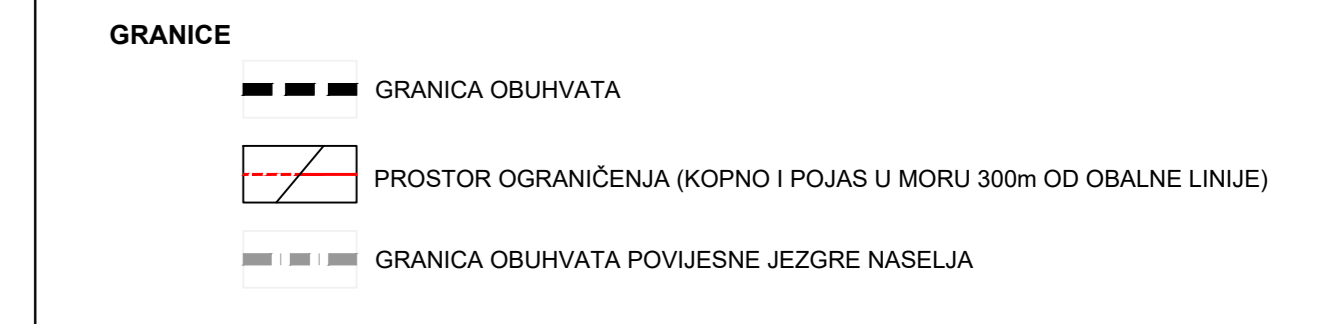 GRANICE
GRANICA OBUHVATA
PROSTOR OGRANIČENJA (KOPNO I POJAS U MORU 300m OD OBALNE LINIJE)
GRANICA OBUHVATA POVIJESNE JEZGRE NASELJA